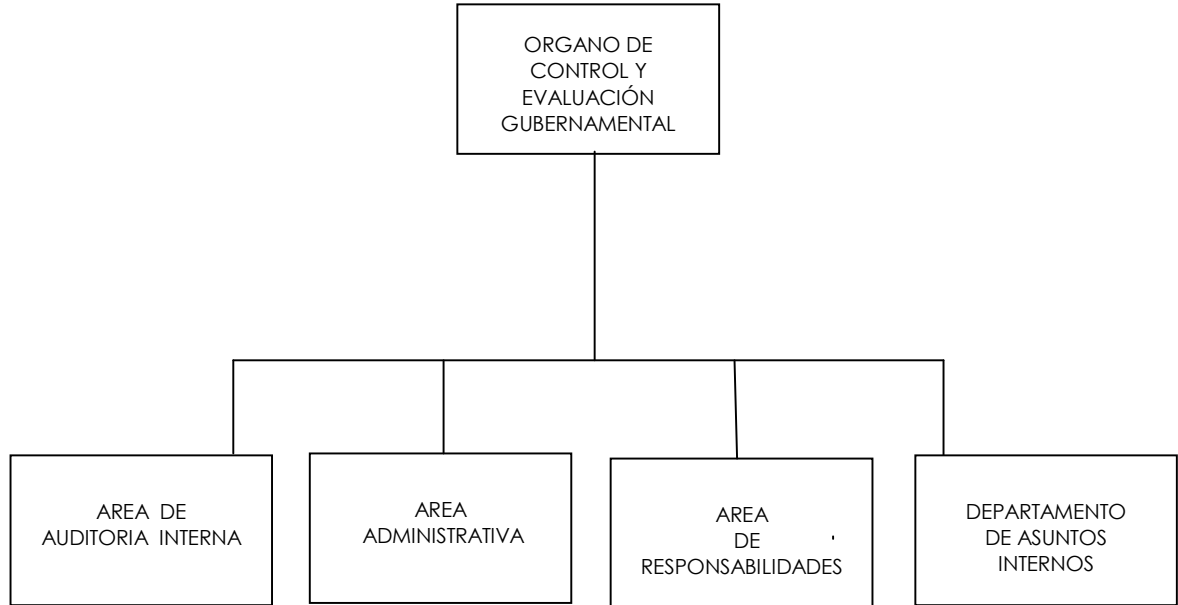 ORGANO DE
CONTROL Y
EVALUACIÓN
GUBERNAMENTAL
AREA DE
AUDITORIA INTERNA
AREA
ADMINISTRATIVA
AREA
DE
RESPONSABILIDADES
DEPARTAMENTO
DE ASUNTOS
INTERNOS